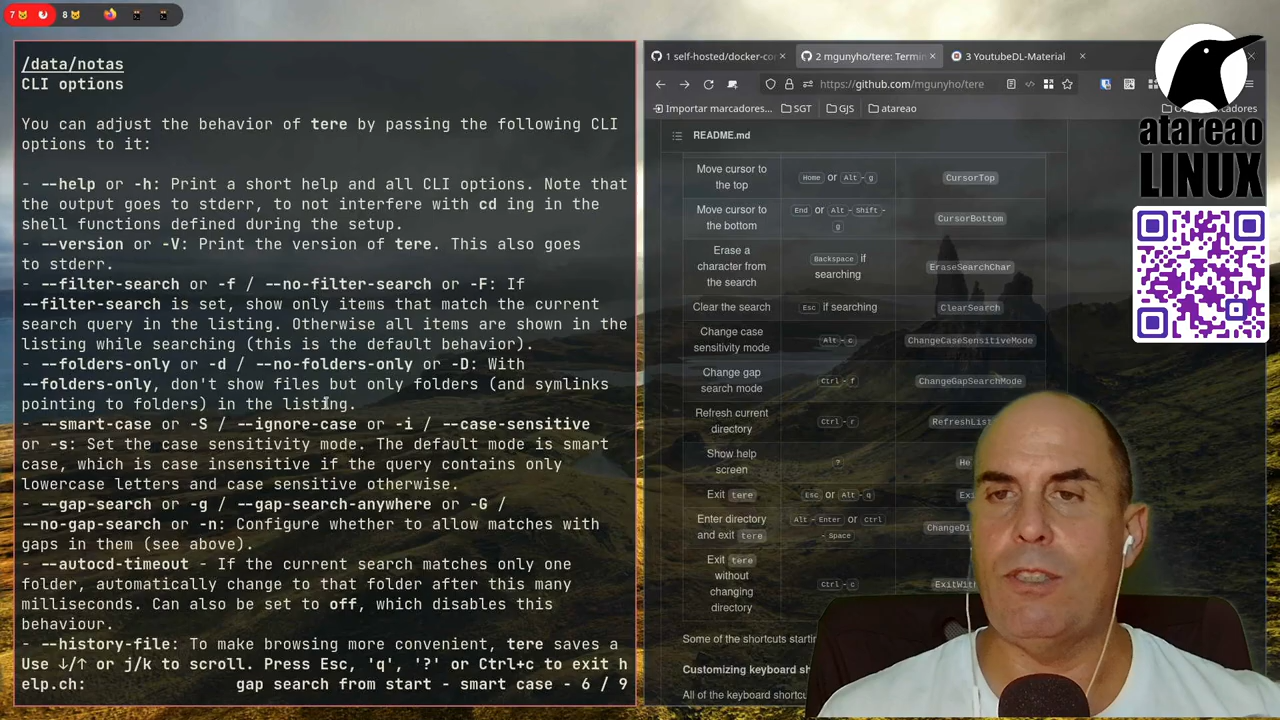 7
8
/data/notas
CLI options
You can adjust the behavior of tere by passing the following CLI
options to it:
- --help or -h: Print a short help and all CLI options. Note that
the output goes to stderr, to not interfere with cd ing in the
shell functions defined during the setup.
- --version or -V: Print the version of tere. This also goes
to stderr.
- --filter-search or -f / --no-filter-search or -F: If
--filter-search is set, show only items that match the current
search query in the listing. Otherwise all items are shown in the
listing while searching (this is the default behavior).
- --folders-only or -d / --no-folders-only or -D: With
--folders-only, don't show files but only folders (and symlinks
pointing to folders) in the listing.
- --smart-case or -S / --ignore-case or -i / --case-sensitive
or -s: Set the case sensitivity mode. The default mode is smart
case, which is case insensitive if the query contains only
lowercase letters and case sensitive otherwise.
- --gap-search or -g / --gap-search-anywhere or -G /
--no-gap-search or -n: Configure whether to allow matches with
gaps in them (see above).
- --autocd-timeout - If the current search matches only one
folder, automatically change to that folder after this many
milliseconds. Can also be set to off, which disables this
behaviour.
- --history-file: To make browsing more convenient, tere saves a
Use ↓/↑ or j/k to scroll. Press Esc, 'q', '?' or Ctrl+c to exit h
elp.ch: gap search from start - smart case - 6 / 9
1 self-hosted/docker-co
2 mgunyho/tere: Termin
3 YoutubeDL-Material
https://github.com/mgunyho/tere
Importar marcadores...
SGT
GJS
atareao
README.md
Move cursor to
the top
Home or Alt-g
CursorTop
Move cursor to
the bottom
End or Alt-Shift-
g
CursorBottom
Erase a
character from
the search
Backspace if
searching
EraseSearchChar
Clear the search
Esc if searching
ClearSearch
Change case
sensitivity mode
Alt-c
ChangeCaseSensitiveMode
Change gap
search mode
Ctrl-f
ChangeGapSearchMode
Refresh current
directory
Ctrl-r
RefreshList
Show help
screen
?
He
Exit tere
Esc or Alt-q
Exi
Enter directory
and exit tere
Alt-Enter or Ctrl
-Space
ChangeDi
Exit tere
without
changing
directory
Ctrl-c
ExitWith
Some of the shortcuts startin
Customizing keyboard sh
All of the keyboard shortcu
atareao
LINUX